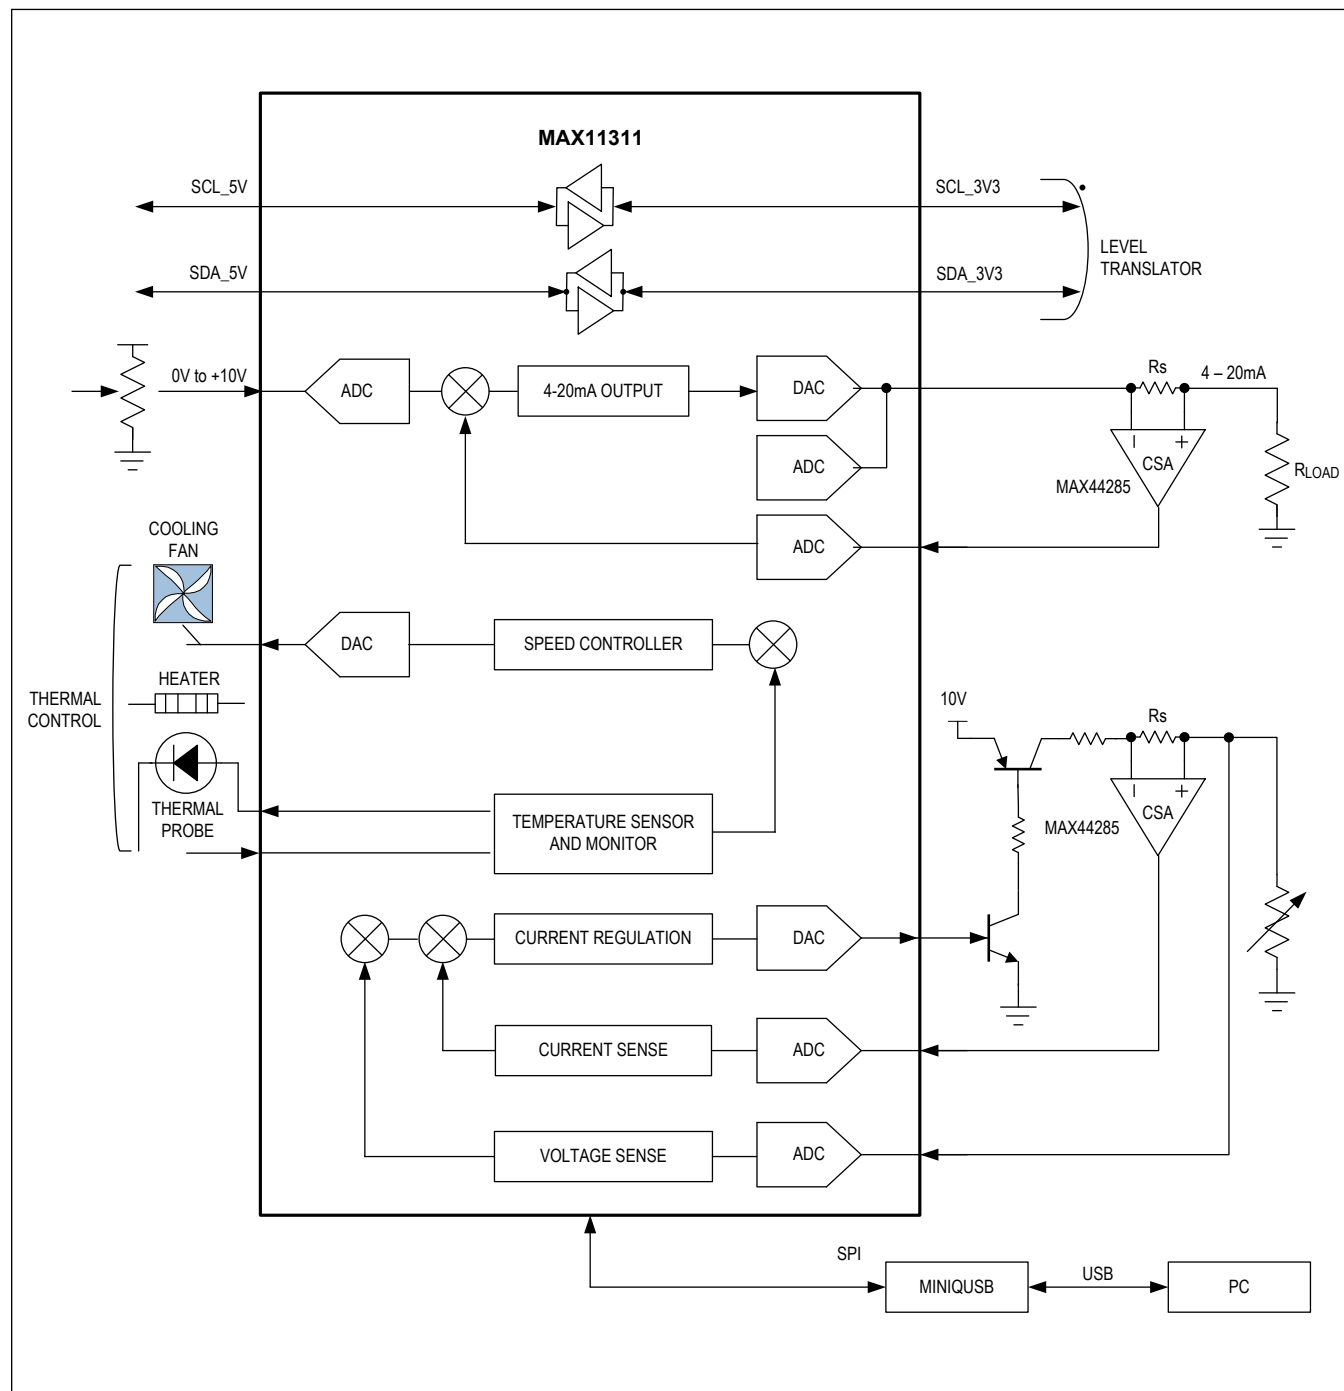 MAX11311
SCL_5V
SCL_3V3
SDA_5V
SDA_3V3
LEVEL
TRANSLATOR
0V to +10V
ADC
4-20mA OUTPUT
DAC
Rs
4 – 20mA
ADC
– +
CSA
MAX44285
RLOAD
ADC
COOLING
FAN
DAC
SPEED CONTROLLER
HEATER
THERMAL
CONTROL
THERMAL
PROBE
TEMPERATURE SENSOR
AND MONITOR
10V
Rs
– +
CSA
MAX44285
CURRENT REGULATION
DAC
CURRENT SENSE
ADC
VOLTAGE SENSE
ADC
SPI
MINIQUSB
USB
PC